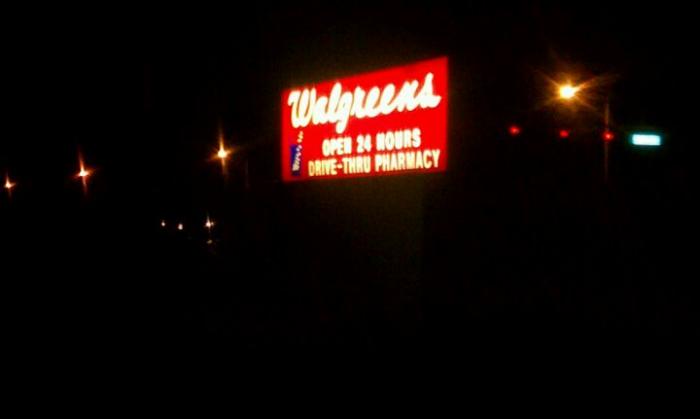 Walgreens
OPEN 24 HOURS
DRIVE-THRU PHARMACY